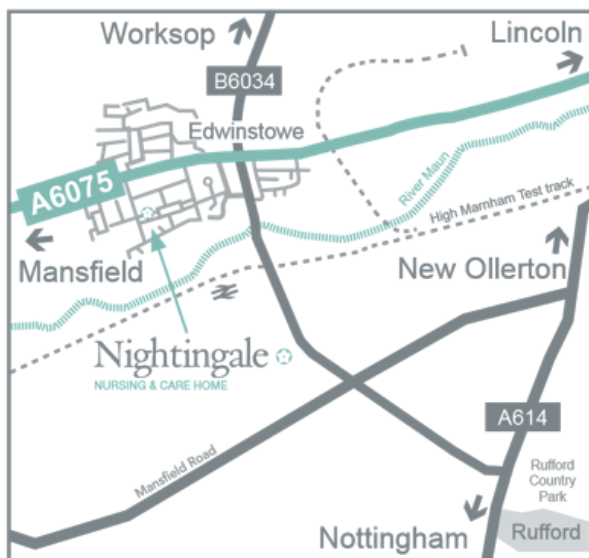 Worksop
Lincoln
B6034
Edwinstowe
River Maun
A6075
High Marnham Test track
Mansfield
New Ollerton
Nightingale
NURSING & CARE HOME
A614
Mansfield Road
Rufford
Country
Park
Nottingham
Rufford